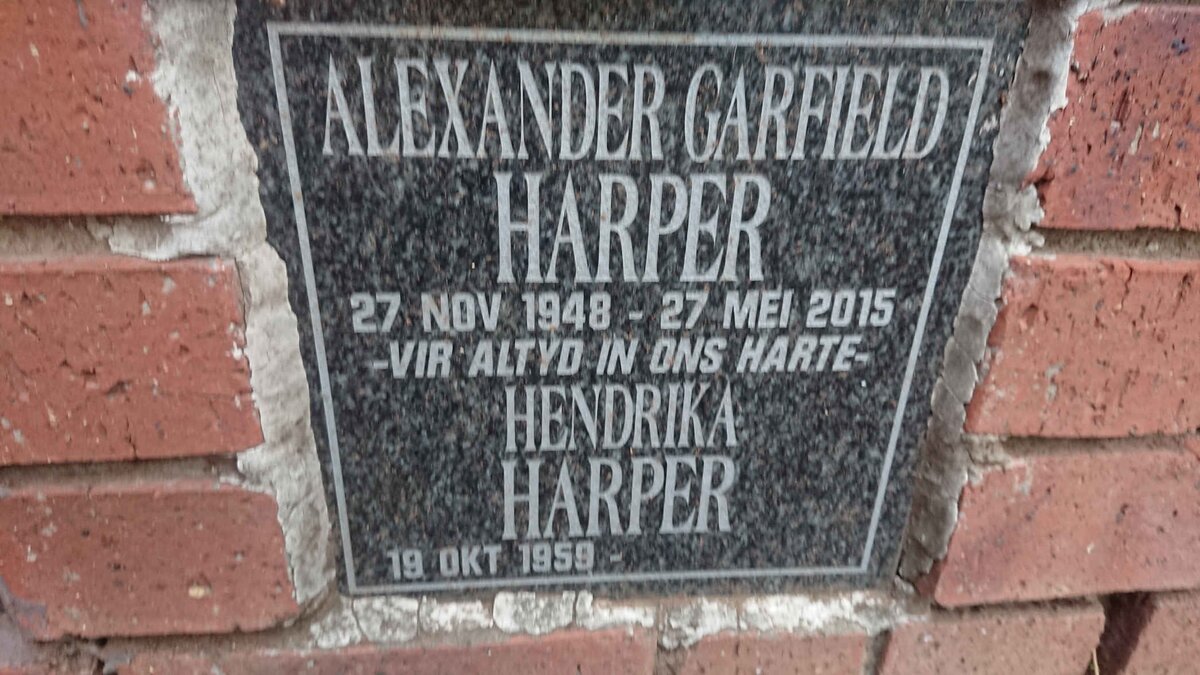 ALEXANDER GARFIELD
HARPER
27 NOV 1948 - 27 MEI 2015
-VIR ALTYD IN ONS HARTE-
HENDRIKA
HARPER
19 OKT 1959 -